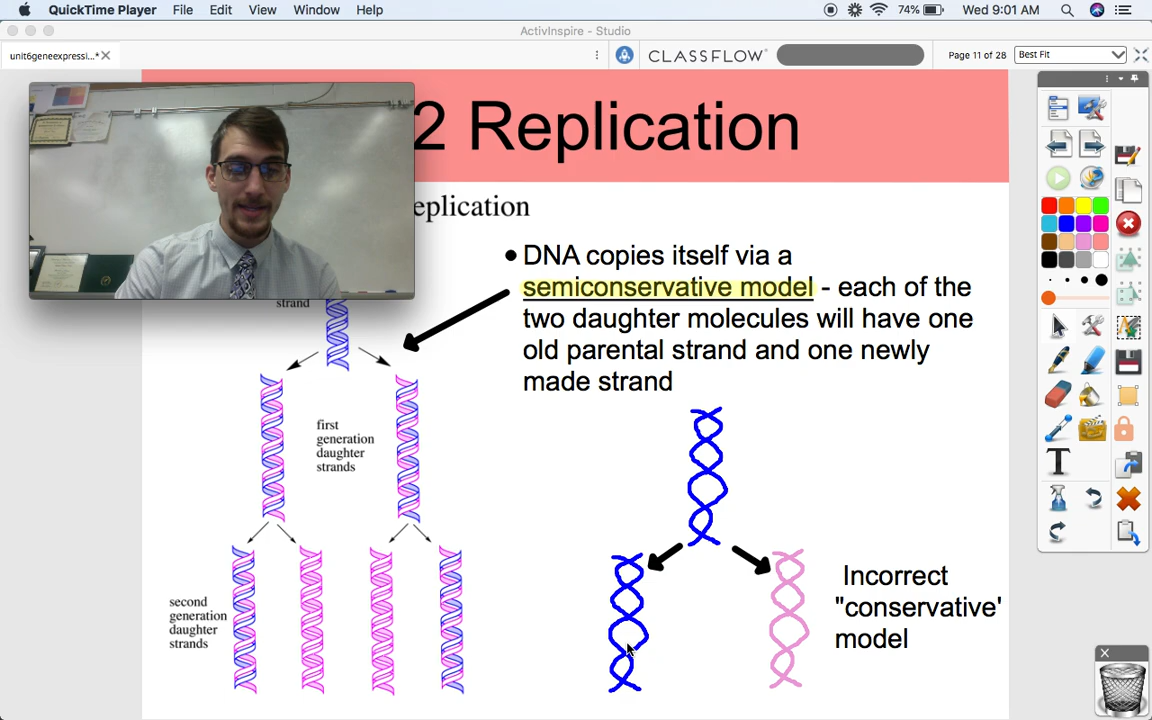 QuickTime Player File Edit View Window Help 74% Wed 9:01 AM
ActivInspire - Studio
unit6geneexpressi...* CLASSFLOW Page 11 of 28 Best Fit
2 Replication
eplication
• DNA copies itself via a
semiconservative model - each of the
two daughter molecules will have one
old parental strand and one newly
made strand
strand
first
generation
daughter
strands
second
generation
daughter
strands
Incorrect
"conservative'
model
T